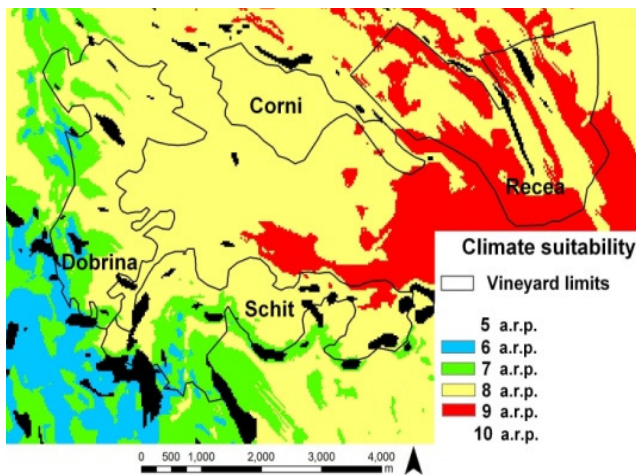 Corni
Recea
Dobrina
Schit
Climate suitability
Vineyard limits
5 a.r.p.
6 a.r.p.
7 a.r.p.
8 a.r.p.
9 a.r.p.
10 a.r.p.
0 500 1,000 2,000 3,000 4,000
m